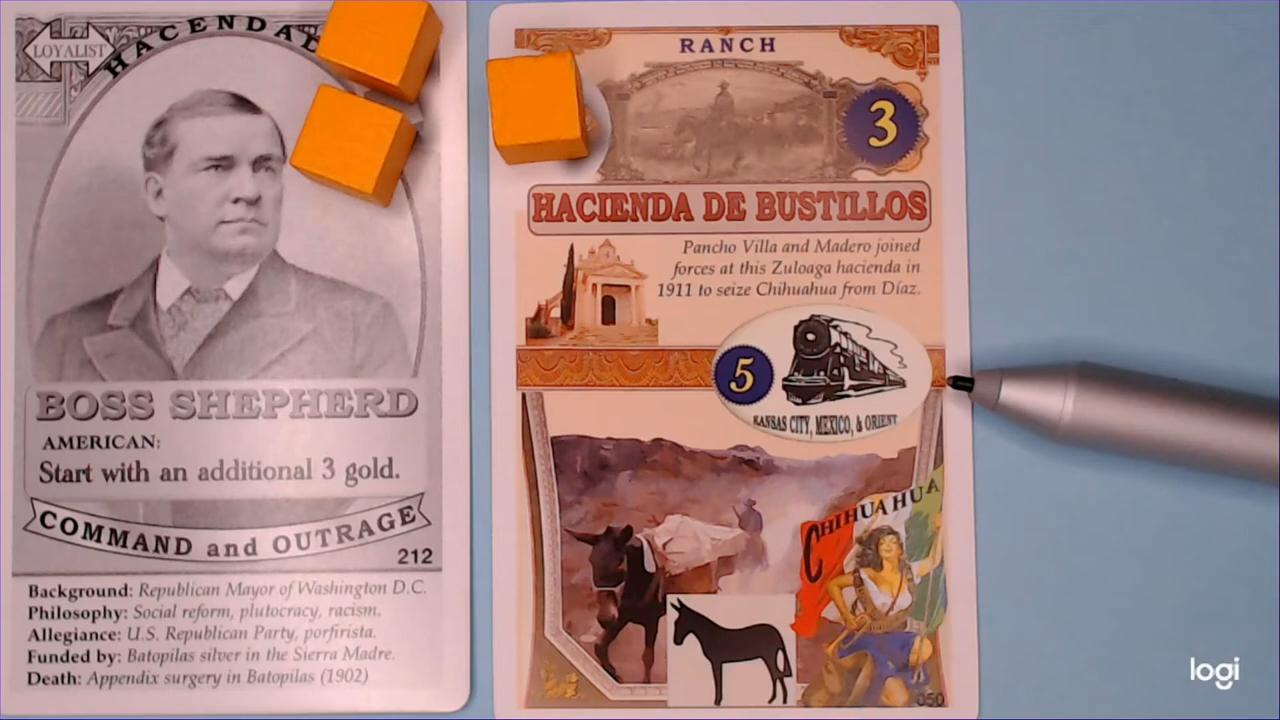 LOYALIST
BOSS SHEPHERD
AMERICAN:
Start with an additional 3 gold.
COMMAND and OUTRAGE
212
Background: Republican Mayor of Washington D.C.
Philosophy: Social reform, plutocracy, racism.
Allegiance: U.S. Republican Party, porfirista.
Funded by: Batopilas silver in the Sierra Madre.
Death: Appendix surgery in Batopilas (1902)
RANCH
3
HACIENDA DE BUSTILLOS
Pancho Villa and Madero joined
forces at this Zuloaga hacienda in
1911 to seize Chihuahua from Díaz.
5
KANSAS CITY, MEXICO, & ORIENT
CHIHUAHUA
050
logi